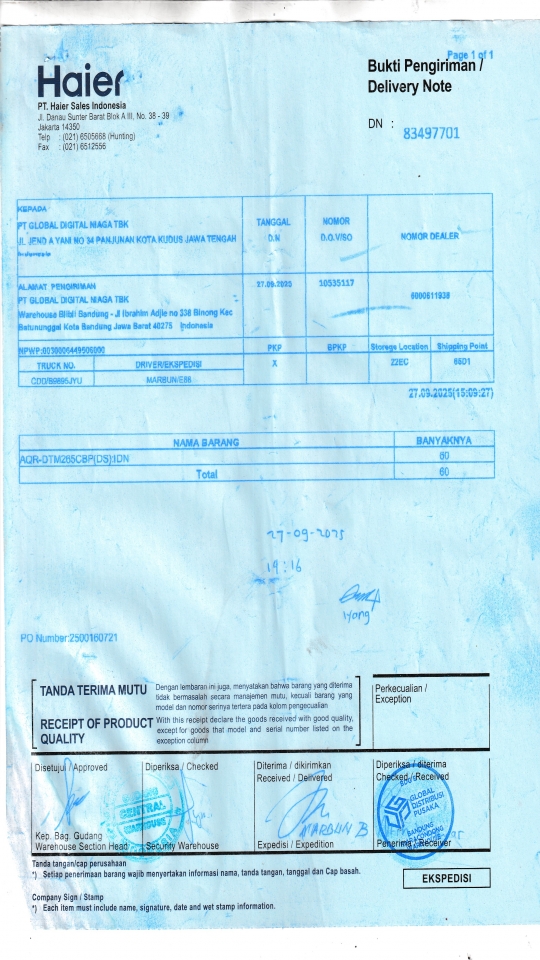 Page 1 of 1
Haier
Bukti Pengiriman /
Delivery Note
PT. Haier Sales Indonesia
Jl. Danau Sunter Barat Blok A III, No. 38 - 39
Jakarta 14350
Telp : (021) 6505668 (Hunting)
Fax : (021) 6512556
DN : 83497701
KEPADA
PT GLOBAL DIGITAL NIAGA TBK
JL JEND A YANI NO 34 PANJUNAN KOTA KUDUS JAWA TENGAH
Indonesia
TANGGAL
D.N
NOMOR
D.O./SO
NOMOR DEALER
ALAMAT PENGIRIMAN
PT GLOBAL DIGITAL NIAGA TBK
Warehouse Blibli Bandung - Jl Ibrahim Adjie no 338 Binong Kec
Batununggal Kota Bandung Jawa Barat 40275 Indonesia
27.09.2025
10535117
6000611938
PKP
BPKP
Storage Location
Shipping Point
TRUCK NO.
DRIVER/EKSPEDISI
X
Z2EC
MARBUN/E88
27.09.2025(15:09:27)
NAMA BARANG
BANYAKNYA
AQR-DTM265CBP(DS):IDN
60
Total
60
27-09-2025
19:16
Iyang
PO Number:2500160721
TANDA TERIMA MUTU
Dengan lembaran ini juga, menyatakan bahwa barang yang diterima
tidak bermasalah secara manajemen mutu, kecuali barang yang
model dan nomor serinya tertera pada kolom pengecualian
RECEIPT OF PRODUCT
QUALITY
With this receipt declare the goods received with good quality,
except for goods that model and serial number listed on the
exception column
Perkecualian /
Exception
Disetujui / Approved
Diperiksa / Checked
Diterima / dikirimkan
Received / Delivered
Diperiksa / diterima
Checked / Received
CENTRAL
WAREHOUSE
GLOBAL
DISTRIBUSI
PUSAKA
BANDUNG
MARBUN B
Kep. Bag. Gudang
Warehouse Section Head
Security Warehouse
Expedisi / Expedition
Penerima / Receiver
Tanda tangan/cap perusahaan
*) Setiap penerimaan barang wajib menyertakan informasi nama, tanda tangan, tanggal dan Cap basah.
EKSPEDISI
Company Sign / Stamp
*) Each item must include name, signature, date and wet stamp information.